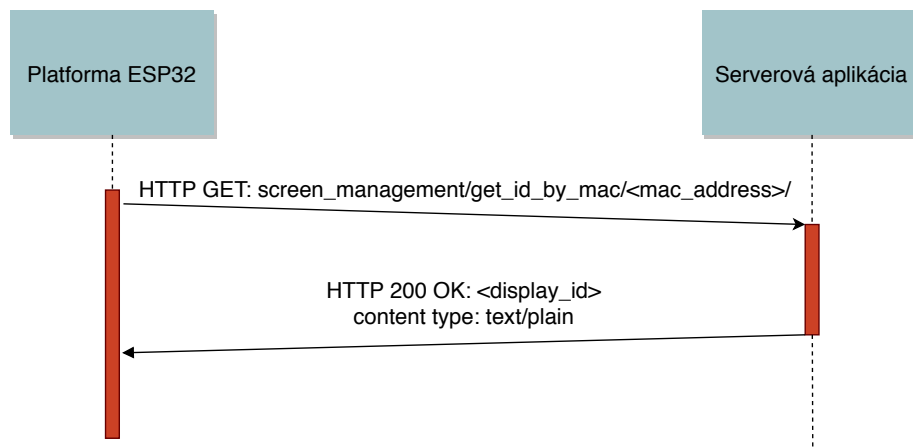 Platforma ESP32
Serverová aplikácia
HTTP GET: screen_management/get_id_by_mac/<mac_address>/
HTTP 200 OK: <display_id>
content type: text/plain